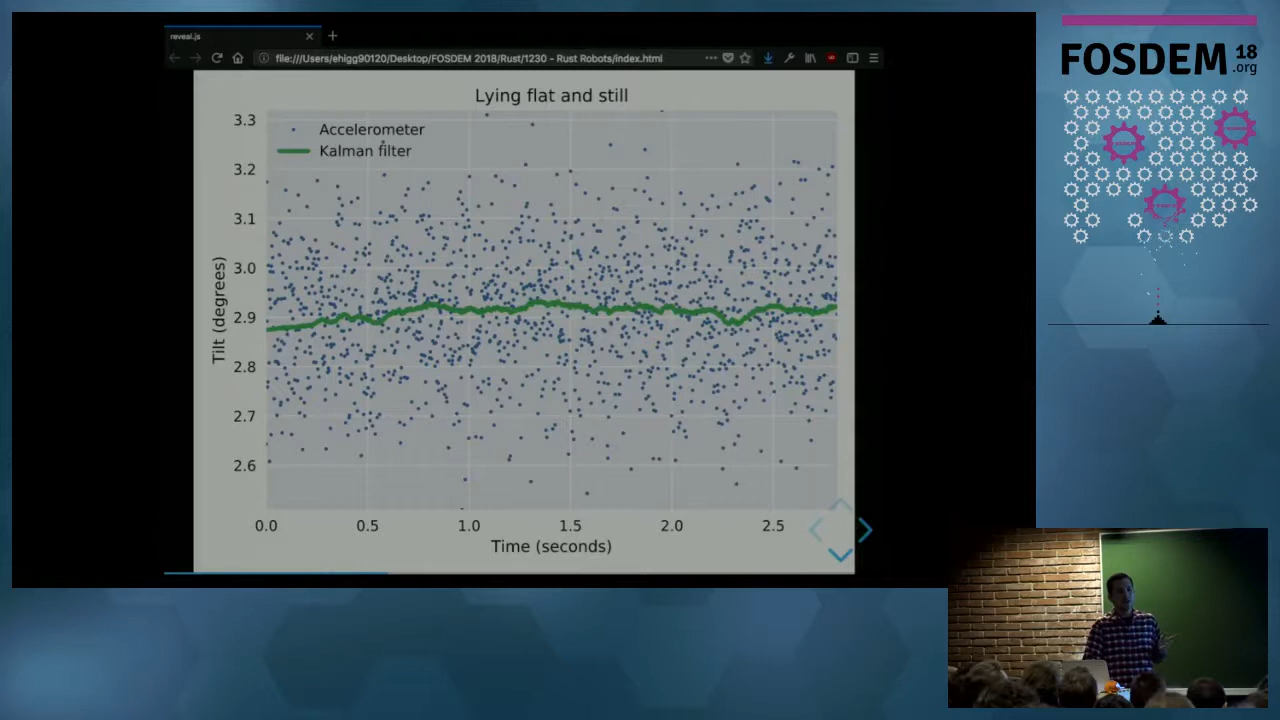 reveal.js
file:///Users/ehigg90120/Desktop/FOSDEM 2018/Rust/1230 - Rust Robots/index.html
Lying flat and still
Accelerometer
Kalman filter
3.3
3.2
3.1
3.0
2.9
2.8
2.7
2.6
Tilt (degrees)
0.0 0.5 1.0 1.5 2.0 2.5
Time (seconds)
FOSDEM 18
.org